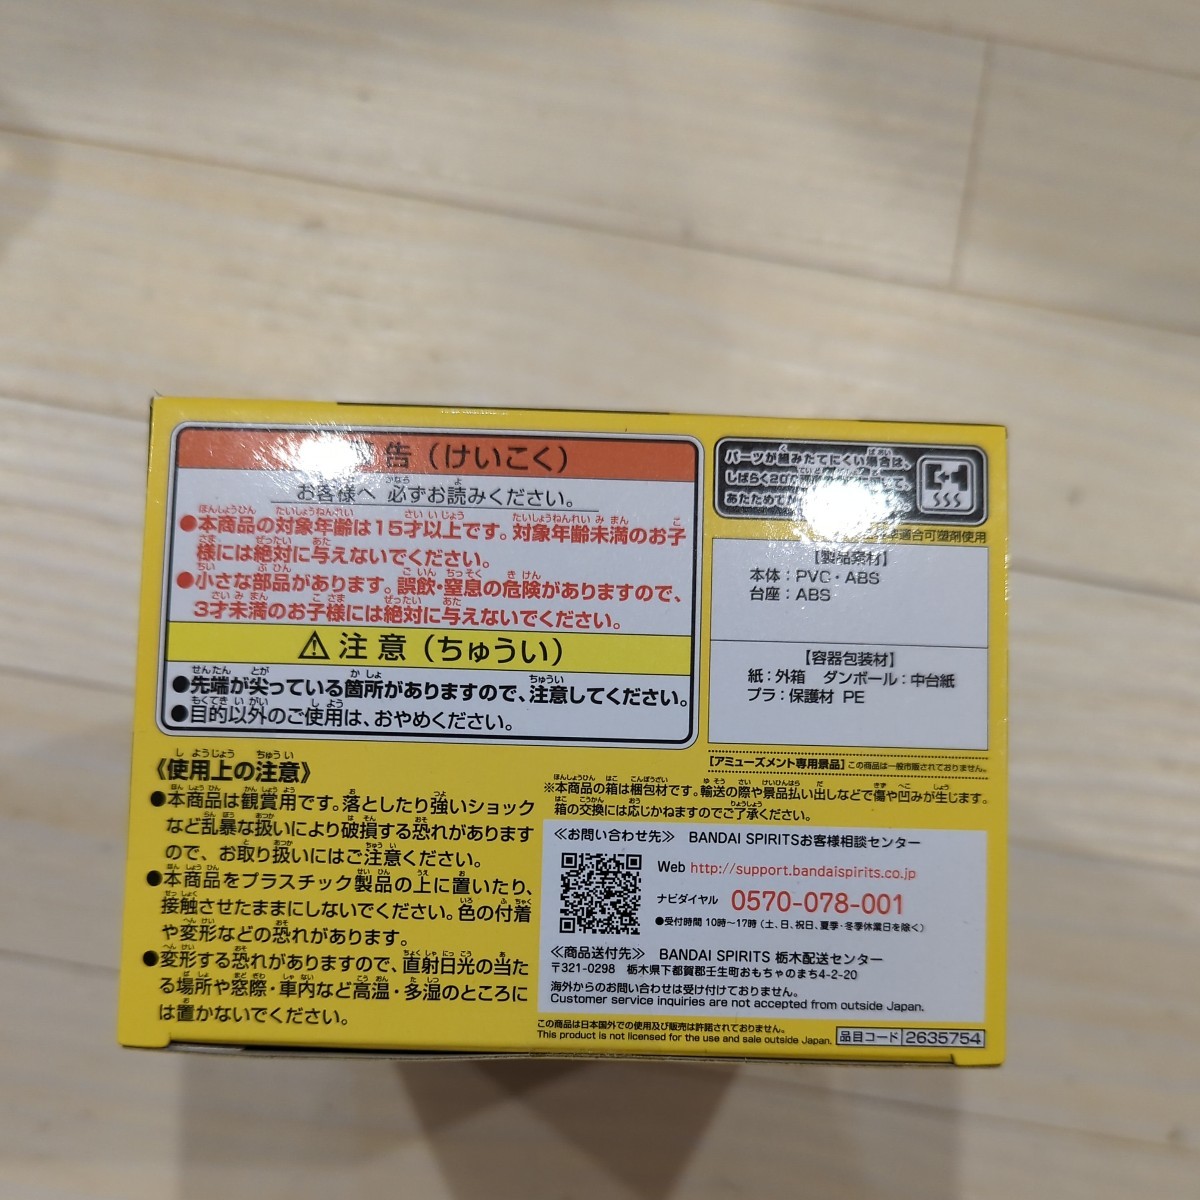 告（けいこく）
お客様へ 必ずお読みください。
●本商品の対象年齢は15才以上です。対象年齢未満のお子
様には絶対に与えないでください。
●小さな部品があります。誤飲・窒息の危険がありますので、
3才未満のお子様には絶対に与えないでください。
⚠注意（ちゅうい）
●先端が尖っている箇所がありますので、注意してください。
●目的以外のご使用は、おやめください。
《使用上の注意》
●本商品は観賞用です。落としたり強いショック
など乱暴な扱いにより破損する恐れがあります
ので、お取り扱いにはご注意ください。
●本商品をプラスチック製品の上に置いたり、
接触させたままにしないでください。色の付着
や変形などの恐れがあります。
●変形する恐れがありますので、直射日光の当た
る場所や窓際・車内など高温・多湿のところに
は置かないでください。
パーツが組みたてにくい場合は、
しばらく20
あたためて
適合可塑剤使用
【製品素材】
本体：PVC・ABS
台座：ABS
【容器包装材】
紙：外箱 ダンボール：中台紙
プラ：保護材 PE
【アミューズメント専用景品】この商品は一般市販されておりません。
※本商品の箱は梱包材です。輸送の際や景品払い出しなどで傷や凹みが生じます。
箱の交換には応じかねますのでご了承ください。
≪お問い合わせ先≫ BANDAI SPIRITSお客様相談センター
Web http://support.bandaispirits.co.jp
ナビダイヤル 0570-078-001
●受付時間 10時～17時（土、日、祝日、夏季・冬季休業日を除く）
≪商品送付先≫ BANDAI SPIRITS 栃木配送センター
〒321-0298 栃木県下都賀郡壬生町おもちゃのまち4-2-20
海外からのお問い合わせは受け付けておりません。
Customer service inquiries are not accepted from outside Japan.
この商品は日本国外での使用及び販売は許諾されておりません。
This product is not licensed for the use and sale outside Japan.
品目コード 2635754